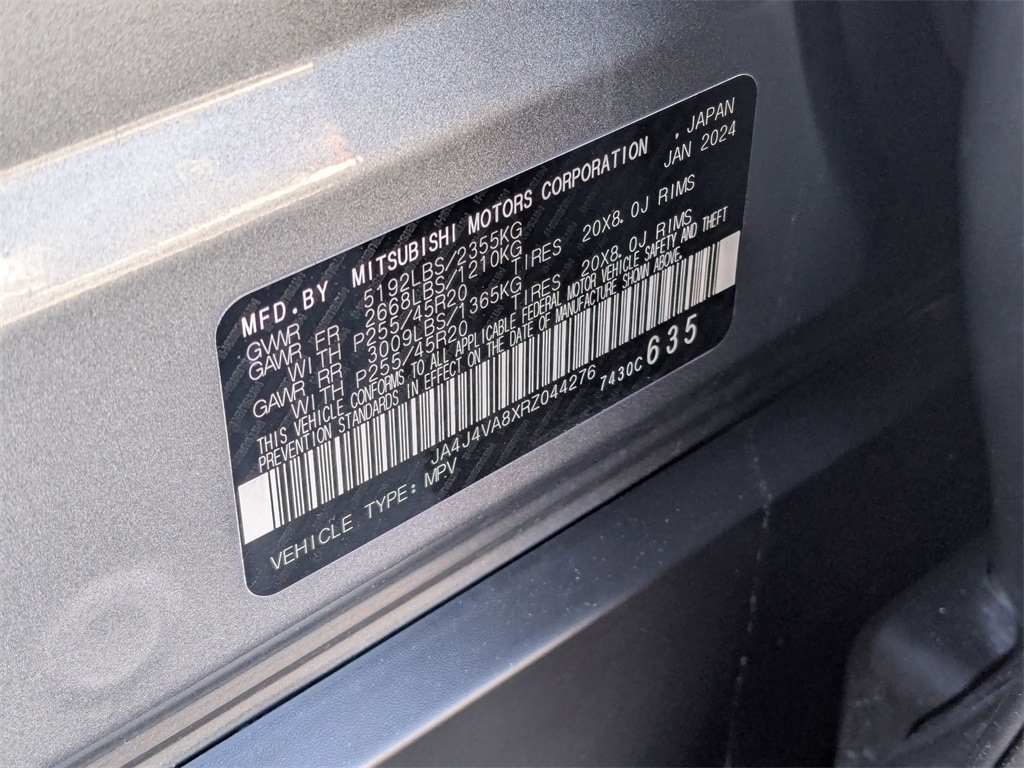 MFD.BY MITSUBISHI MOTORS CORPORATION , JAPAN
GVWR 5192LBS/2355KG JAN 2024
GAWR FR 2668LBS/1210KG
WITH P255/45R20 TIRES 20X8.0J RIMS
GAWR RR 3009LBS/1365KG
WITH P255/45R20 TIRES 20X8.0J RIMS
THIS VEHICLE CONFORMS TO ALL APPLICABLE FEDERAL MOTOR VEHICLE SAFETY AND THEFT
PREVENTION STANDARDS IN EFFECT ON THE DATE OF MANUFACTURE SHOWN ABOVE.
JA4J4VA8XRZ044276 7430C 635
VEHICLE TYPE: MPV